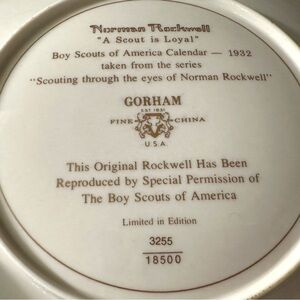 Norman Rockwell
"A Scout is Loyal"
Boy Scouts of America Calendar — 1932
taken from the series
"Scouting through the eyes of Norman Rockwell"
GORHAM
EST 1831
FINE CHINA
U.S.A.
This Original Rockwell Has Been
Reproduced by Special Permission of
The Boy Scouts of America
Limited in Edition
3255
18500